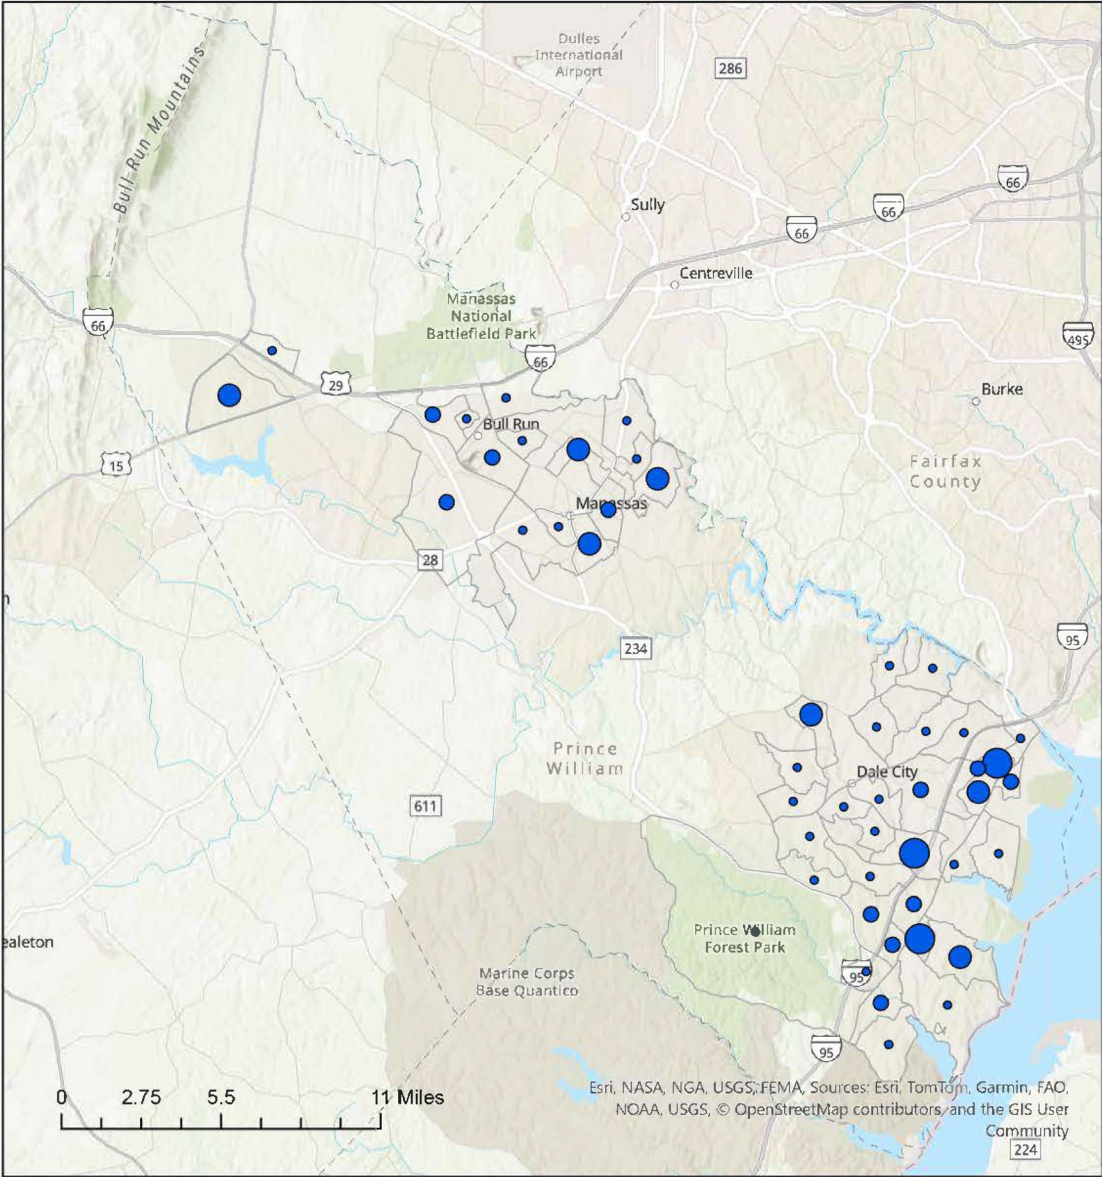 Dulles
International
Airport
286
Bull Run Mountains
66
66
Sully
66
Centreville
Manassas
National
Battlefield Park
66
495
66
29
Burke
Bull Run
15
Fairfax
County
Manassas
28
95
234
Prince
William
Dale City
611
Prince William
Forest Park
ealeton
Marine Corps
Base Quantico
95
95
0 2.75 5.5 11 Miles
Esri, NASA, NGA, USGS, FEMA, Sources: Esri, TomTom, Garmin, FAO,
NOAA, USGS, © OpenStreetMap contributors, and the GIS User
Community
224